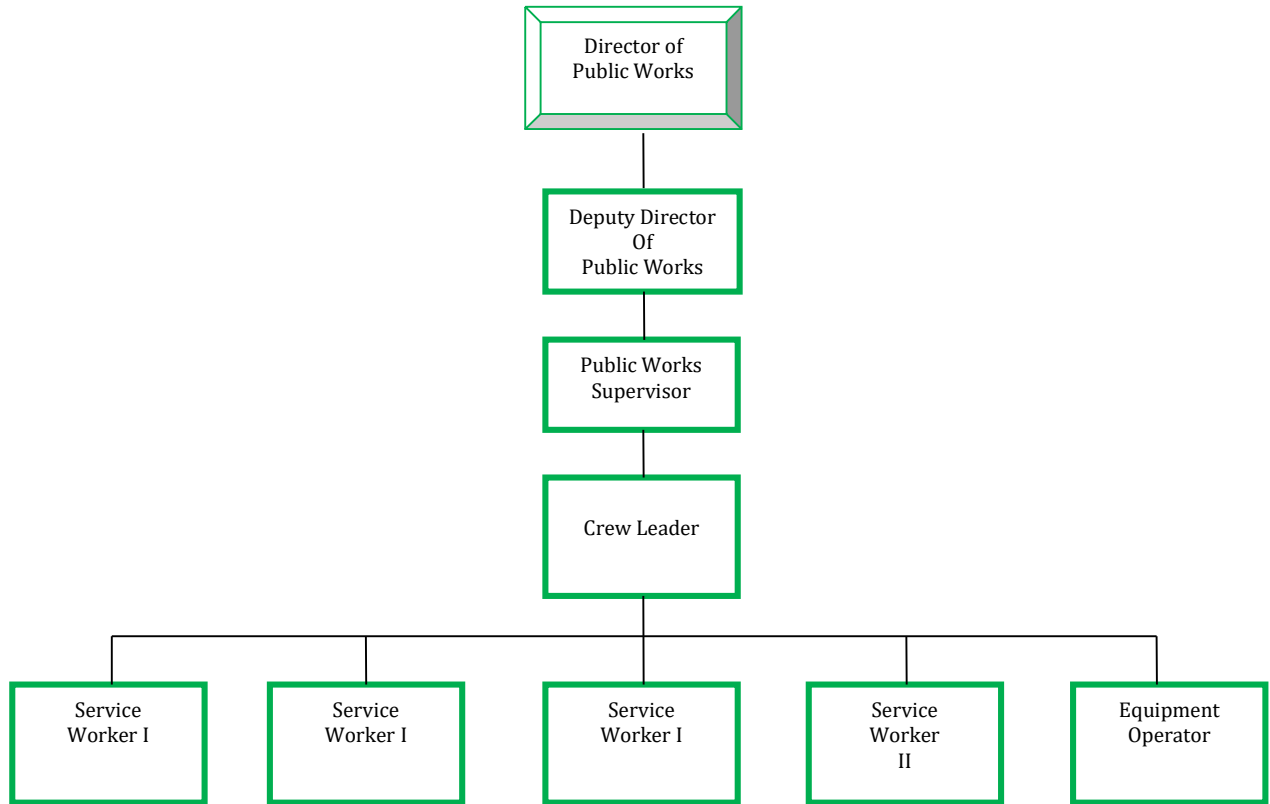 Director of
Public Works
Deputy Director
Of
Public Works
Public Works
Supervisor
Crew Leader
Service
Worker I
Service
Worker I
Service
Worker I
Service
Worker
II
Equipment
Operator